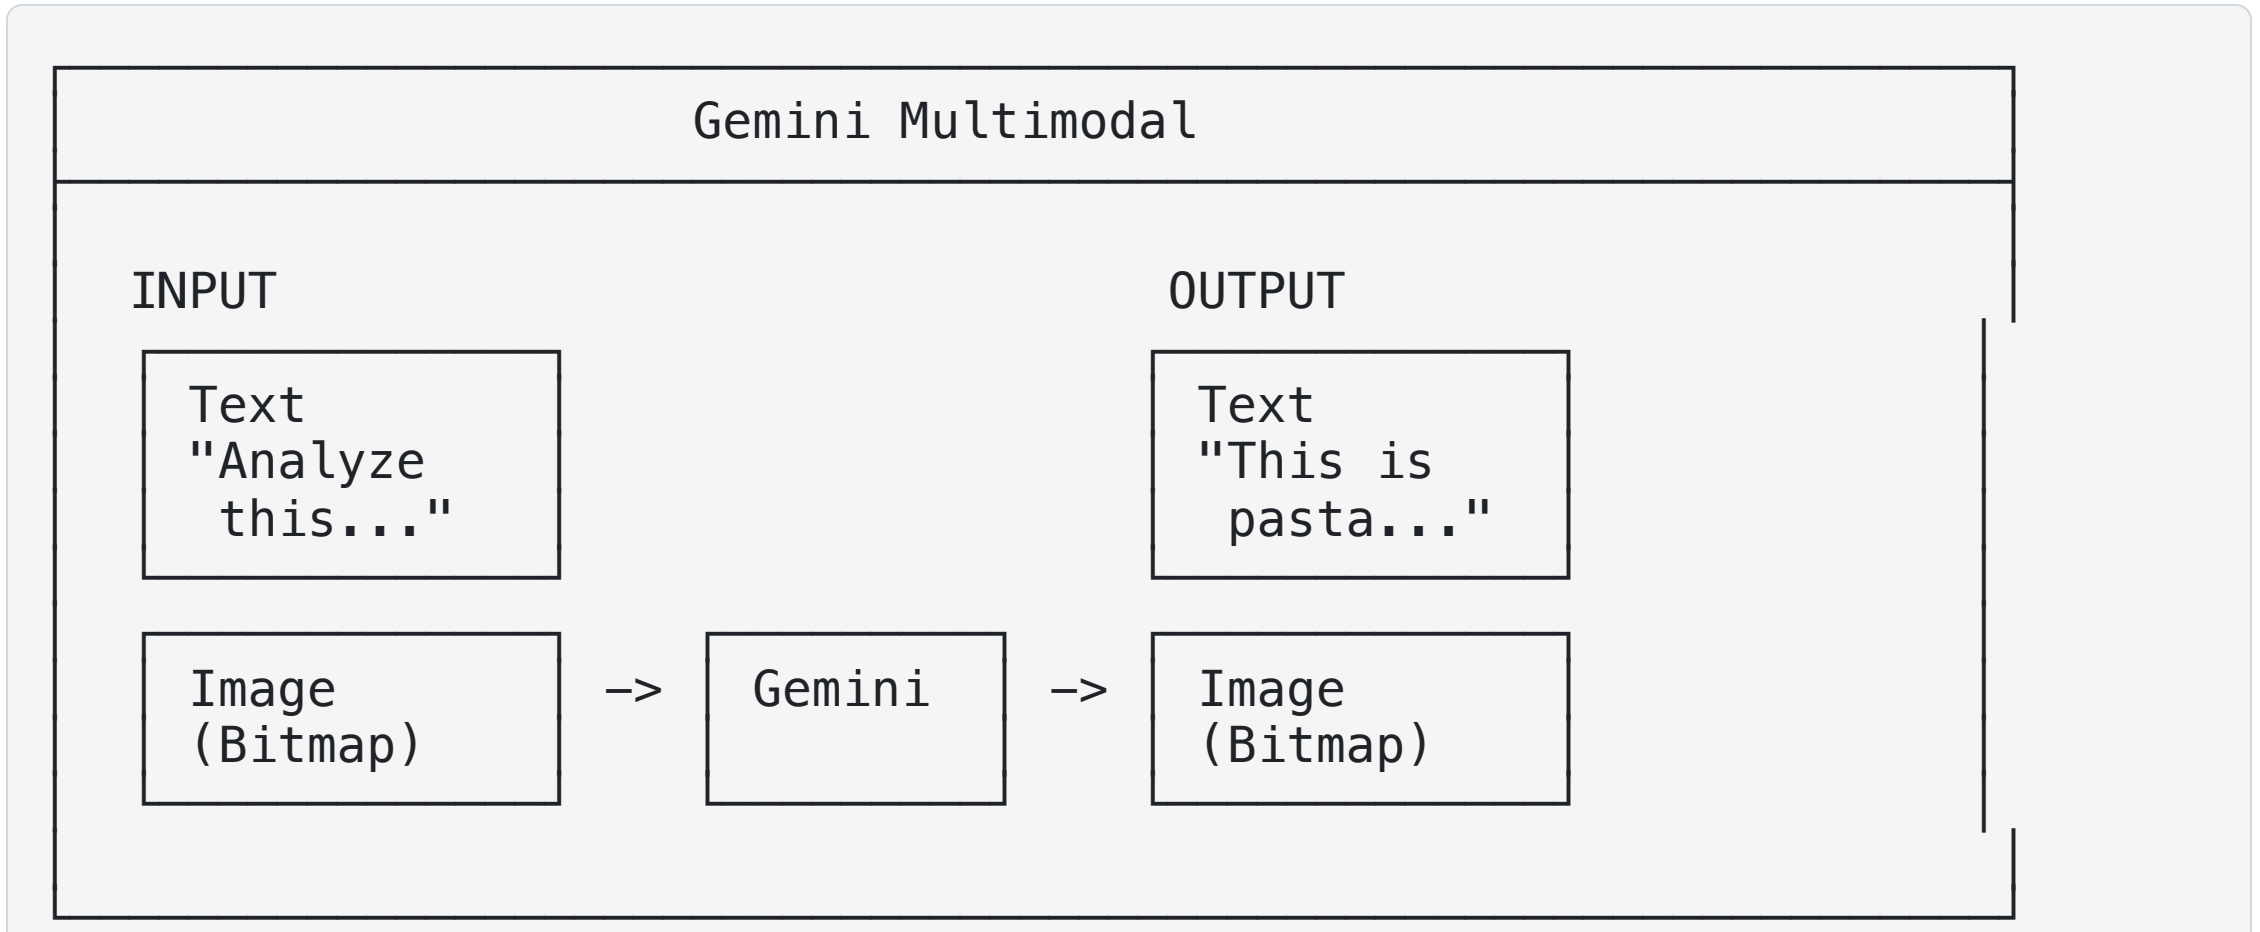 Gemini Multimodal
INPUT
OUTPUT
Text
"Analyze
this..."
Text
"This is
pasta..."
Image
(Bitmap)
->
Gemini
->
Image
(Bitmap)